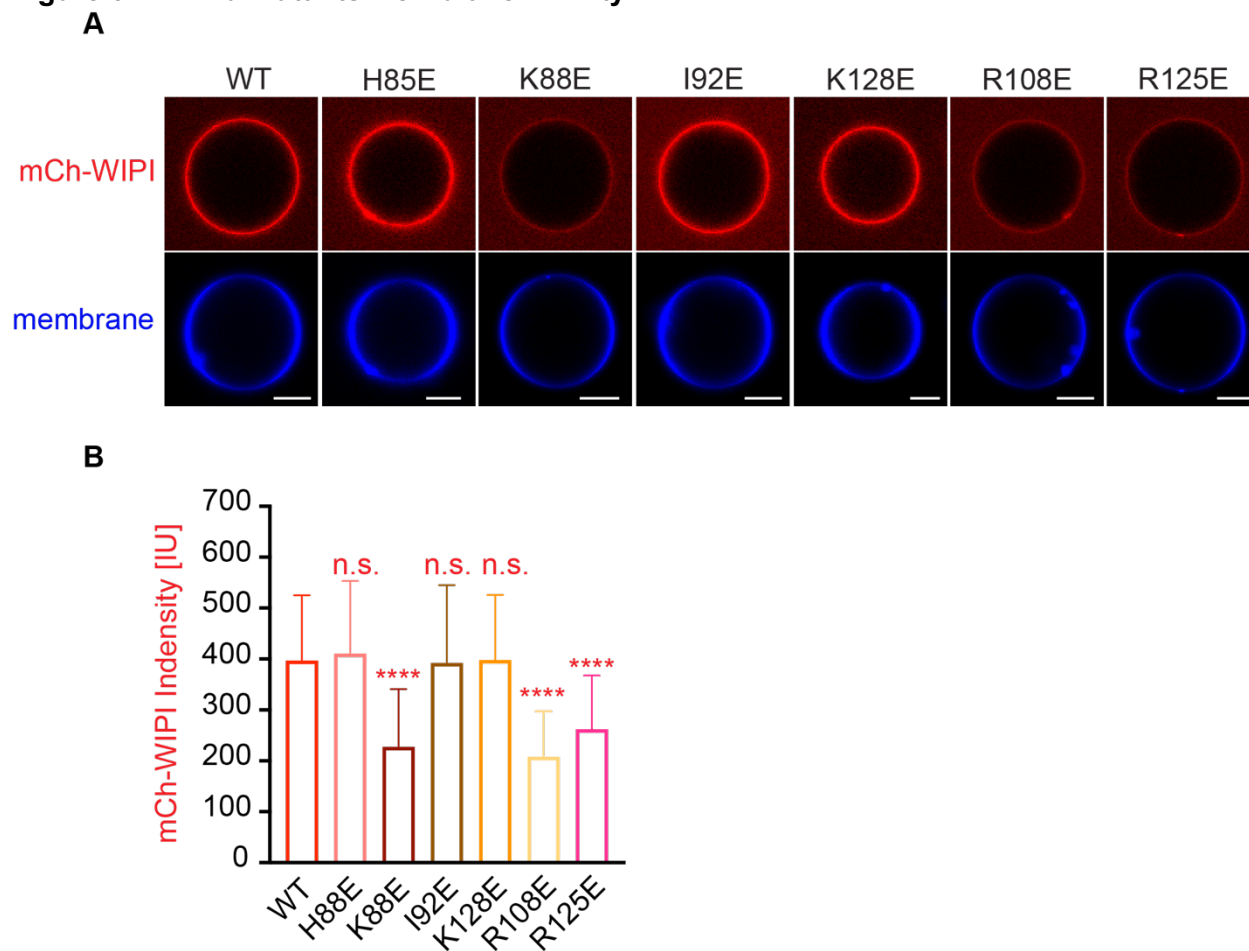 A
WT H85E K88E I92E K128E R108E R125E
mCh-WIPI
membrane
B
700
600
500
400
300
200
100
0
mCh-WIPI Indensity [IU]
n.s. n.s. n.s.
**** **** ****
WT H88E K88E I92E K128E R108E R125E